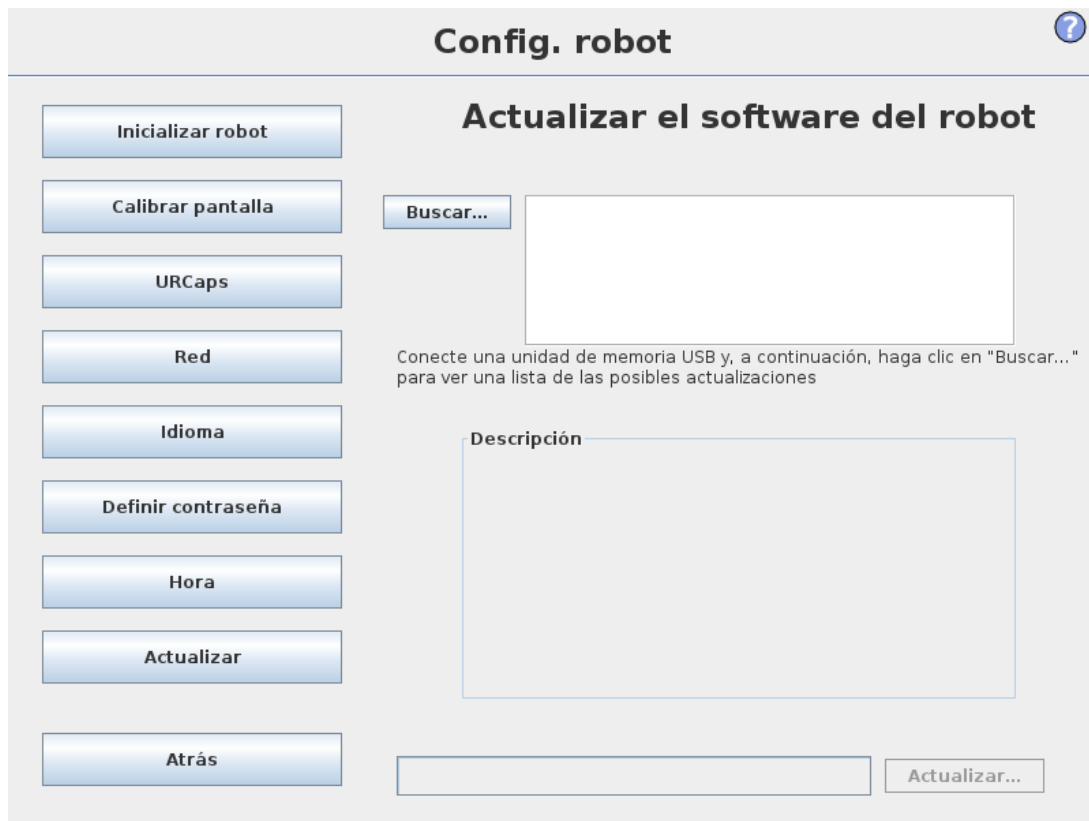 Config. robot
?
Inicializar robot
Calibrar pantalla
URCaps
Red
Idioma
Definir contraseña
Hora
Actualizar
Atrás
Actualizar el software del robot
Buscar...
Conecte una unidad de memoria USB y, a continuación, haga clic en "Buscar..."
para ver una lista de las posibles actualizaciones
Descripción
Actualizar...